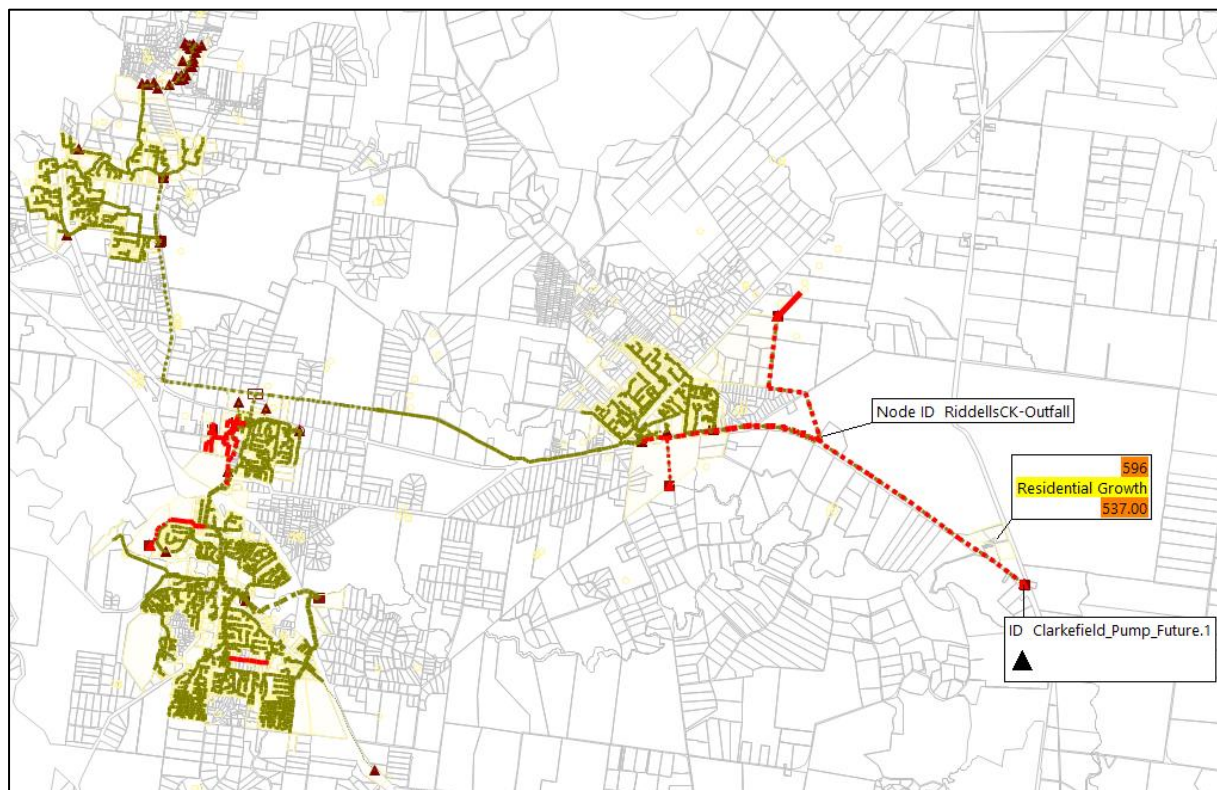 Node ID RiddellsCK-Outfall
596
Residential Growth
537.00
ID Clarkefield_Pump_Future.1